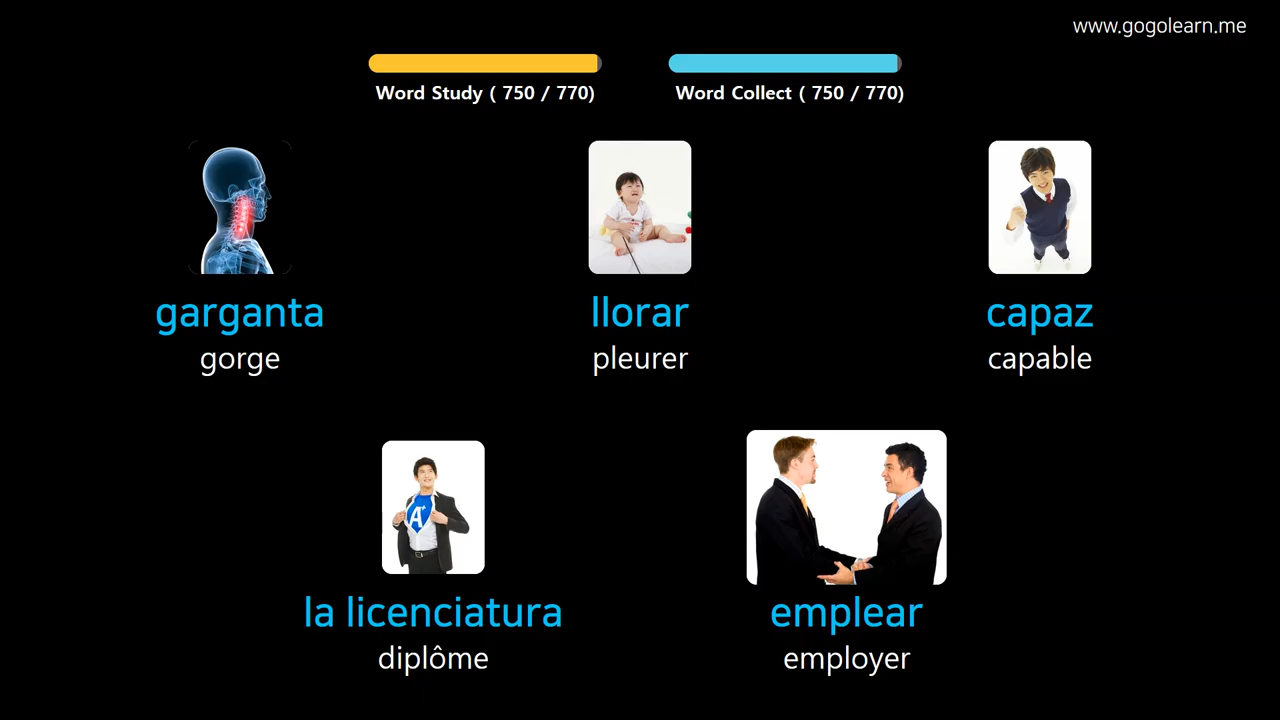 www.gogolearn.me
Word Study ( 750 / 770)
Word Collect ( 750 / 770)
garganta
gorge
llorar
pleurer
capaz
capable
A+
la licenciatura
diplôme
emplear
employer